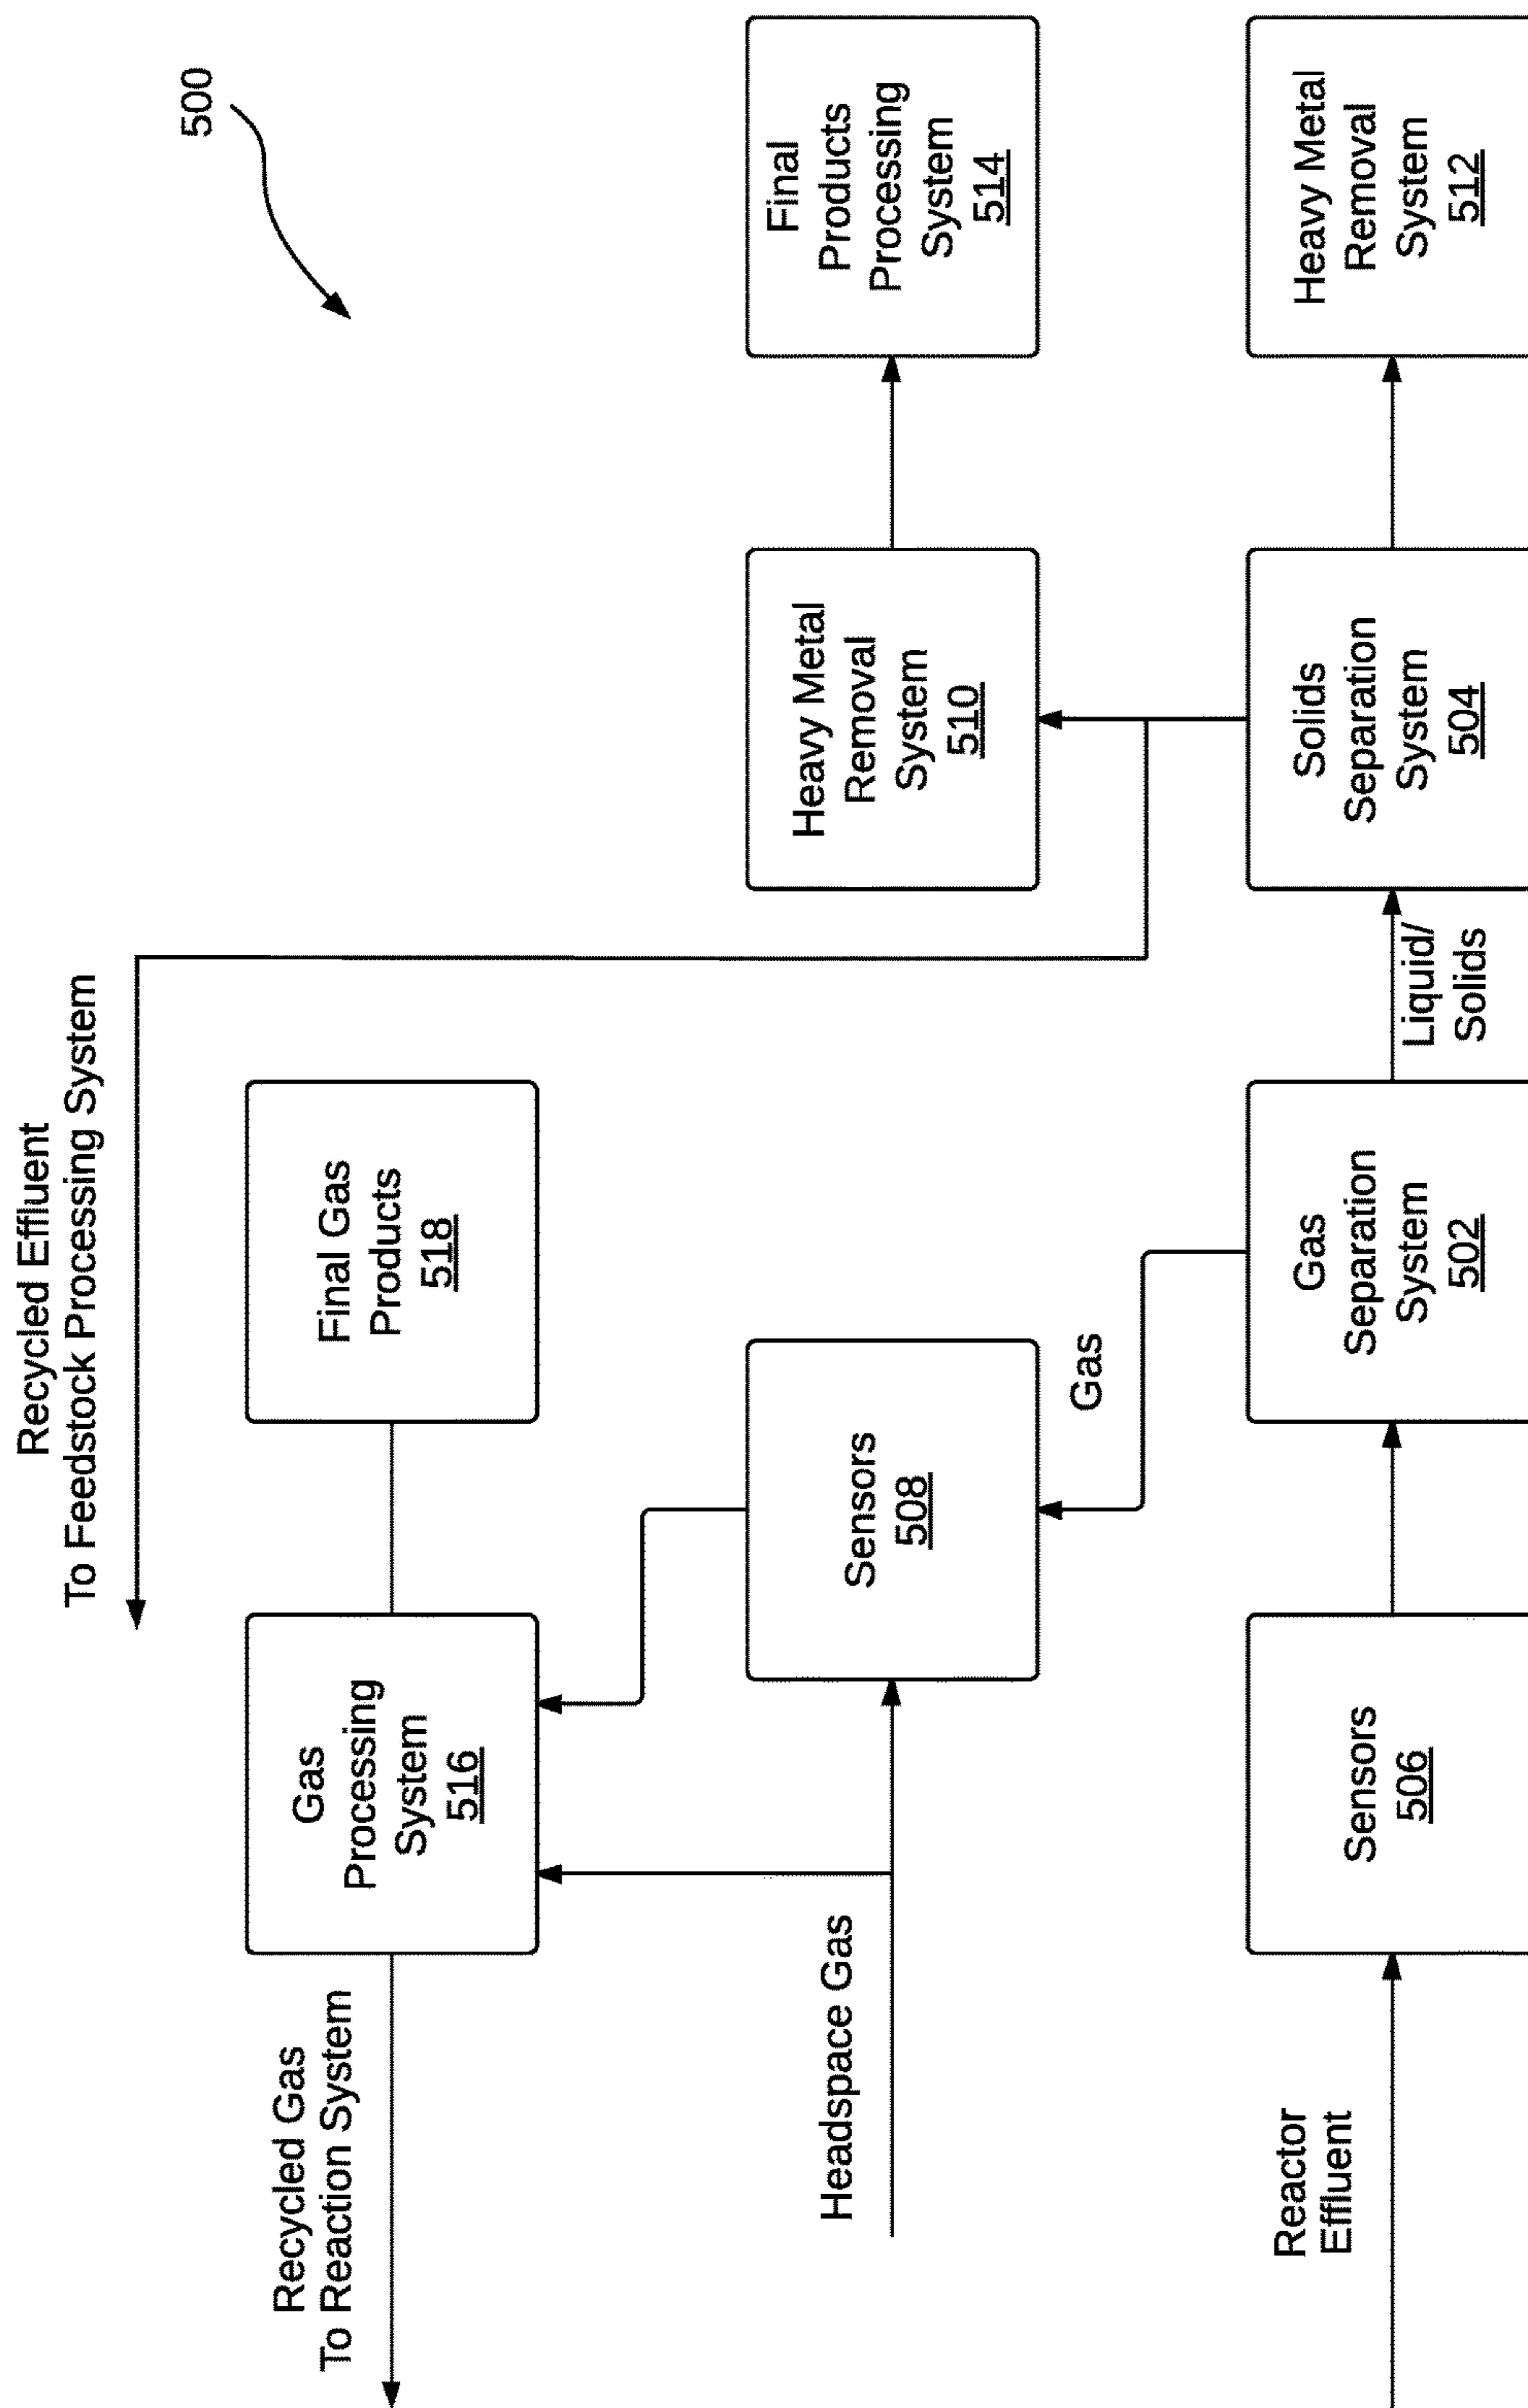 500
Recycled Effluent
To Feedstock Processing System
Recycled Gas
To Reaction System
Gas
Processing
System
516
Final Gas
Products
518
Headspace Gas
Sensors
508
Gas
Heavy Metal
Removal
System
510
Final
Products
Processing
System
514
Reactor
Effluent
Sensors
506
Gas
Separation
System
502
Liquid/
Solids
Solids
Separation
System
504
Heavy Metal
Removal
System
512